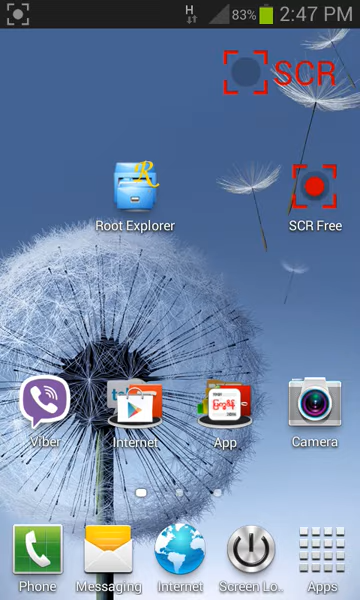 H 83% 2:47 PM
SCR
Root Explorer
SCR Free
Viber
Internet
App
Camera
Phone
Messaging
Internet
Screen Lo..
Apps